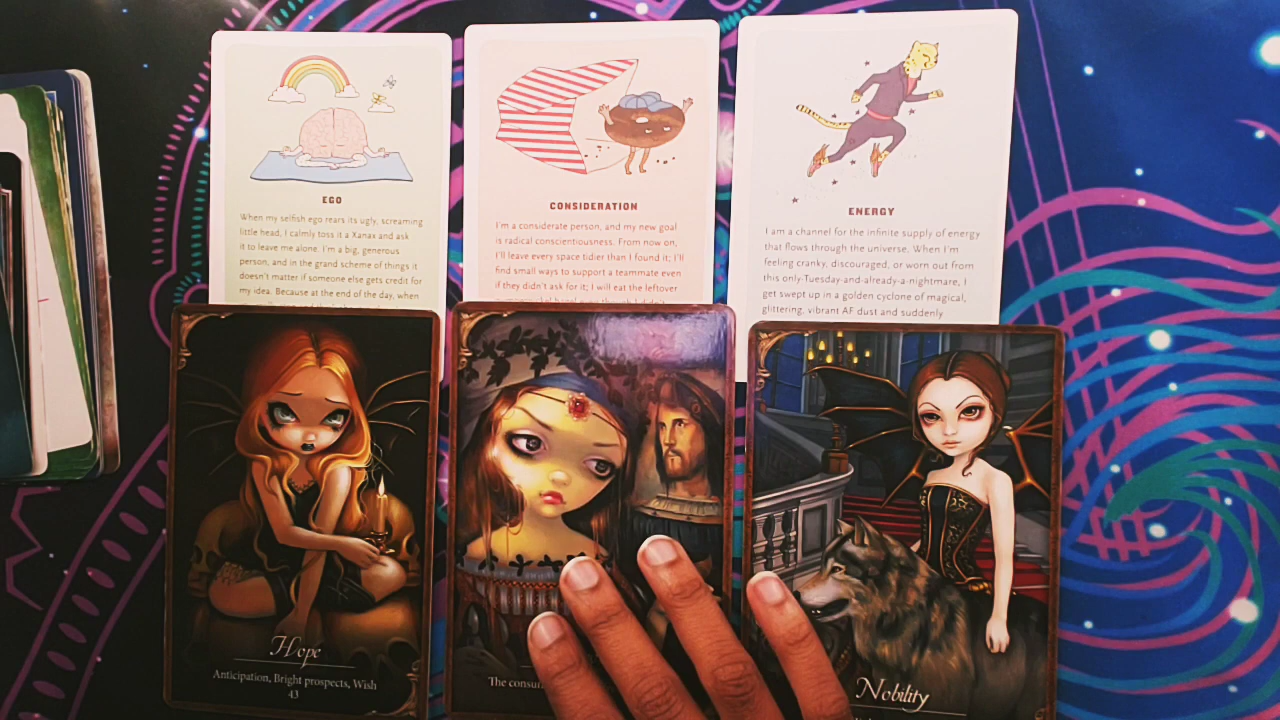 EGO
When my selfish ego rears its ugly, screaming
little head, I calmly toss it a Xanax and ask
it to leave me alone. I'm a big, generous
person, and in the grand scheme of things it
doesn't matter if someone else gets credit for
my idea. Because at the end of the day, when
CONSIDERATION
I'm a considerate person, and my new goal
is radical conscientiousness. From now on,
I'll leave every space tidier than I found it; I'll
find small ways to support a teammate even
if they didn't ask for it; I will eat the leftover
ENERGY
I am a channel for the infinite supply of energy
that flows through the universe. When I'm
feeling cranky, discouraged, or worn out from
this only-Tuesday-and-already-a-nightmare, I
get swept up in a golden cyclone of magical,
glittering, vibrant AF dust and suddenly
Hope
Anticipation, Bright prospects, Wish
43
The
Nobility